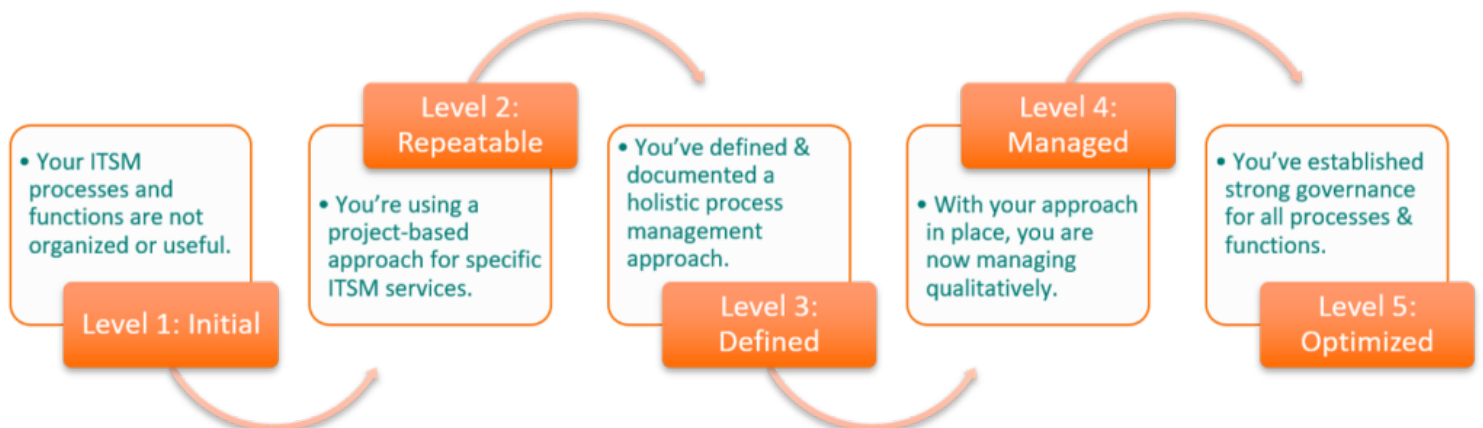 • Your ITSM
processes and
functions are not
organized or useful.
Level 1: Initial
Level 2:
Repeatable
• You’re using a
project-based
approach for specific
ITSM services.
• You’ve defined &
documented a
holistic process
management
approach.
Level 3:
Defined
Level 4:
Managed
• With your approach
in place, you are
now managing
qualitatively.
• You’ve established
strong governance
for all processes &
functions.
Level 5:
Optimized